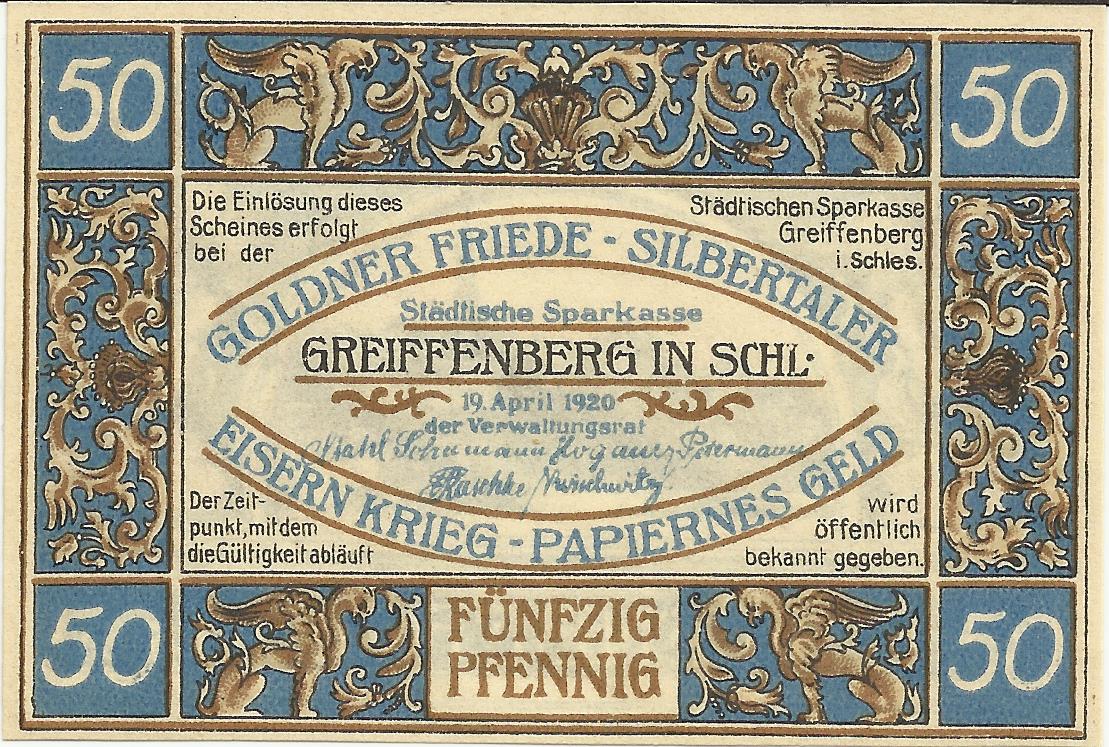 50
50
Die Einlösung dieses
Scheines erfolgt
bei der
Städtischen Sparkasse
Greiffenberg
i. Schles.
GOLDNER FRIEDE - SILBERTALER
Städtische Sparkasse
GREIFFENBERG IN SCHL.
19. April 1920
der Verwaltungsrat
Schumann Petermann
EISERN KRIEG - PAPIERNES GELD
Der Zeit-
punkt, mit dem
die Gültigkeit abläuft
wird
öffentlich
bekannt gegeben.
50
FÜNFZIG
PFENNIG
50